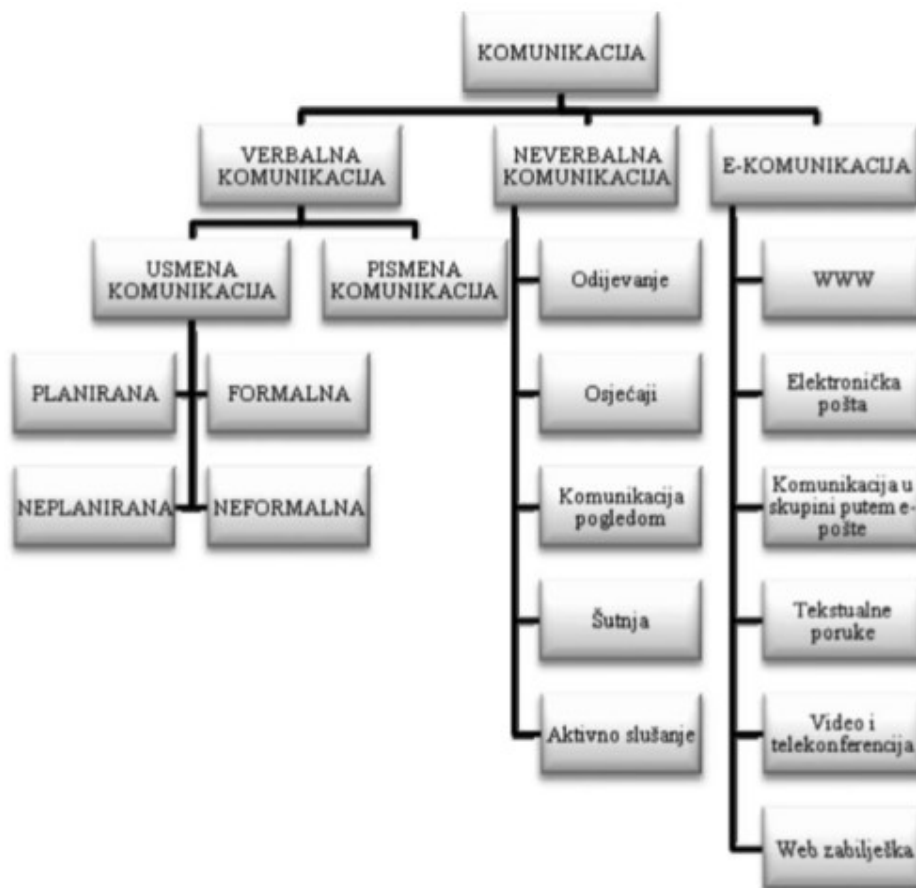 KOMUNIKACIJA
VERBALNA
KOMUNIKACIJA
NEVERBALNA
KOMUNIKACIJA
E-KOMUNIKACIJA
USMENA
KOMUNIKACIJA
PISMENA
KOMUNIKACIJA
PLANIRANA
FORMALNA
NEPLANIRANA
NEFORMALNA
Odijevanje
Osjećaji
Komunikacija
pogledom
Šutnja
Aktivno slušanje
WWW
Elektronička
pošta
Komunikacija u
skupini putem e-
pošte
Tekstualne
poruke
Video i
telekonferencija
Web zabilješka